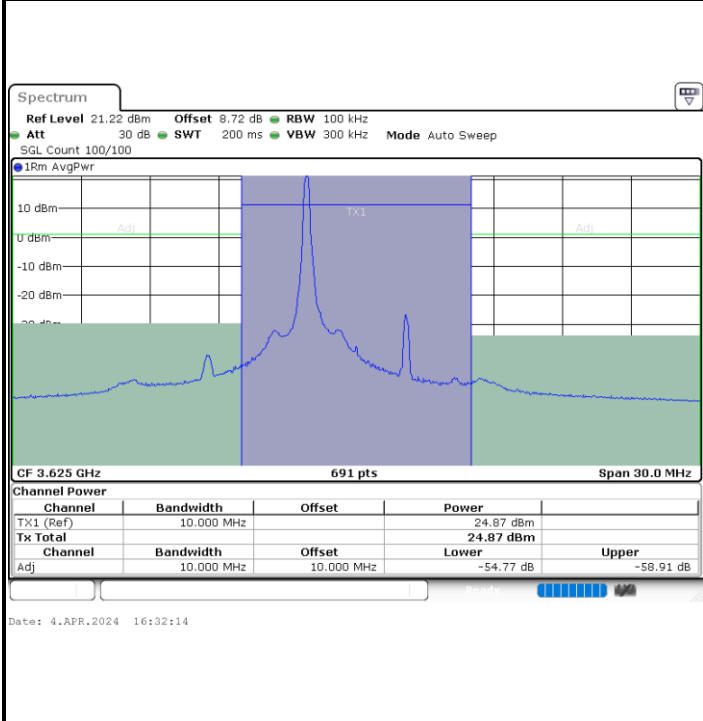 Spectrum
Ref Level 21.22 dBm Offset 8.72 dB RBW 100 kHz
Att 30 dB SWT 200 ms VBW 300 kHz Mode Auto Sweep
SGL Count 100/100
1Rm AvgPwr
10 dBm
TX1
Adj
Adj
0 dBm
-10 dBm
-20 dBm
-30 dBm
CF 3.625 GHz 691 pts Span 30.0 MHz
Channel Power
Channel Bandwidth Offset Power
TX1 (Ref) 10.000 MHz 24.87 dBm
Tx Total 24.87 dBm
Channel Bandwidth Offset Lower Upper
Adj 10.000 MHz 10.000 MHz -54.77 dB -58.91 dB
Ready
Date: 4.APR.2024 16:32:14